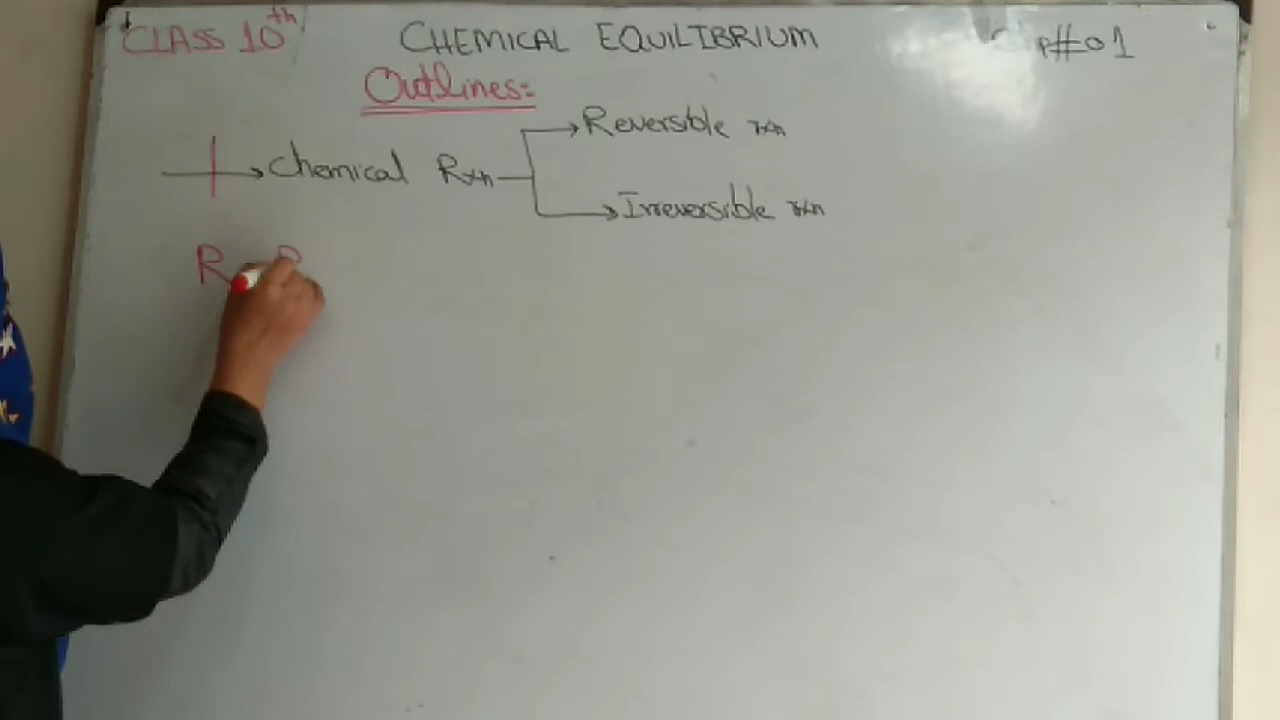 CLASS 10th CHEMICAL EQUILIBRIUM p#01
Outlines:
Reversible rxn
Chemical Rxn
Irreversible rxn
R